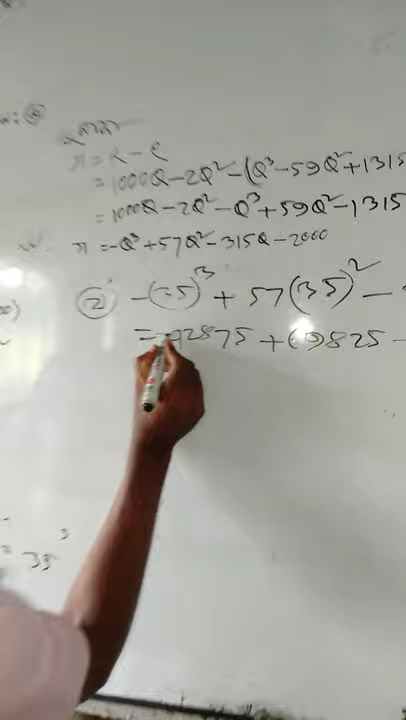 π = R - C
= 1000Q - 2Q² - (Q³ - 59Q² + 1315
= 1000Q - 2Q² - Q³ + 59Q² - 1315
π = -Q³ + 57Q² - 315Q - 2000
② -(35)³ + 57(35)² -
= -42875 + 69825 -
= 35³